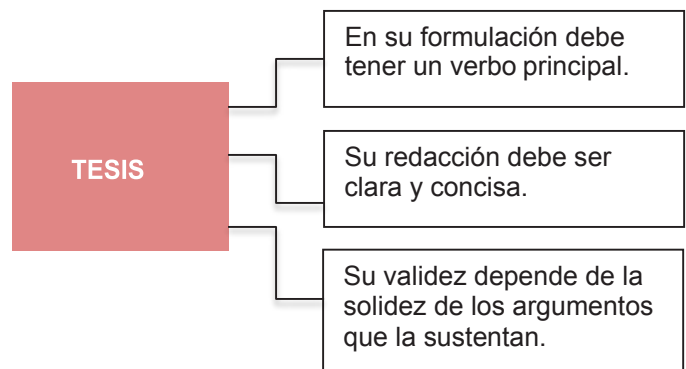 TESIS
En su formulación debe
tener un verbo principal.
Su redacción debe ser
clara y concisa.
Su validez depende de la
solidez de los argumentos
que la sustentan.